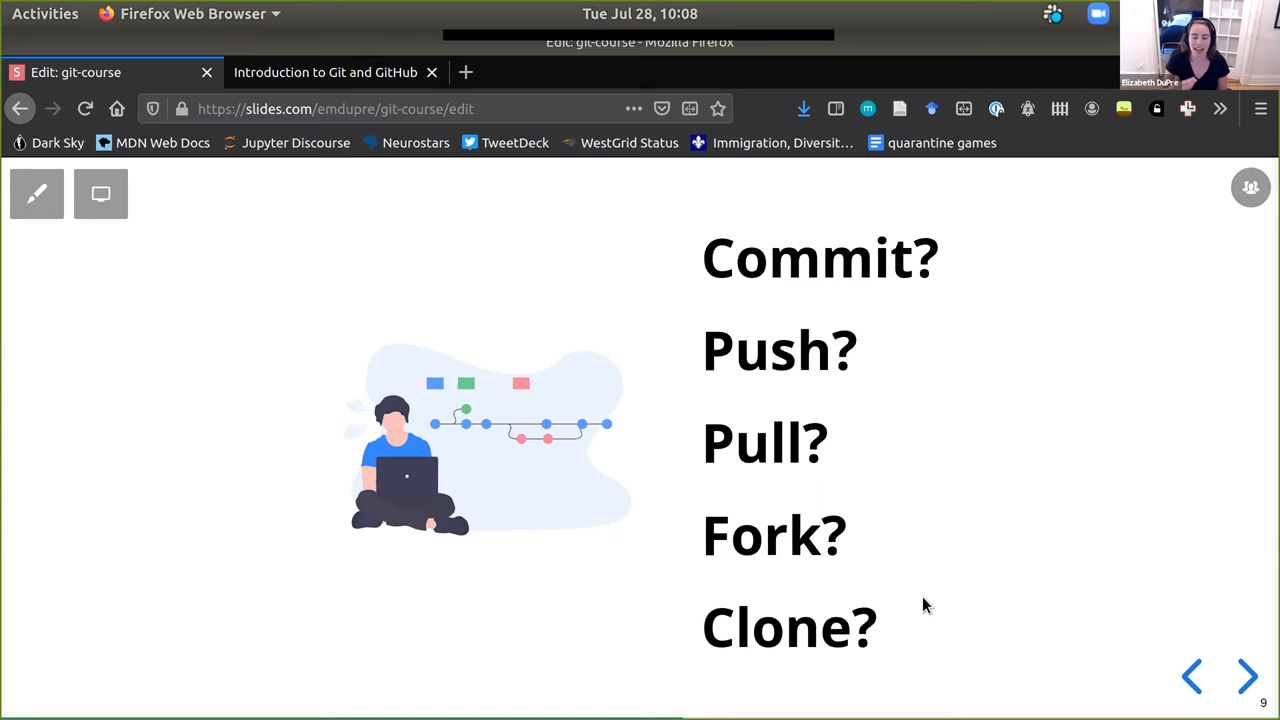 Activities
Firefox Web Browser
Tue Jul 28, 10:08
Edit: git-course - Mozilla Firefox
Elizabeth DuPre
S
Edit: git-course
Introduction to Git and GitHub
https://slides.com/emdupre/git-course/edit
Dark Sky
MDN Web Docs
Jupyter Discourse
Neurostars
TweetDeck
WestGrid Status
Immigration, Diversit…
quarantine games
Commit?
Push?
Pull?
Fork?
Clone?
9